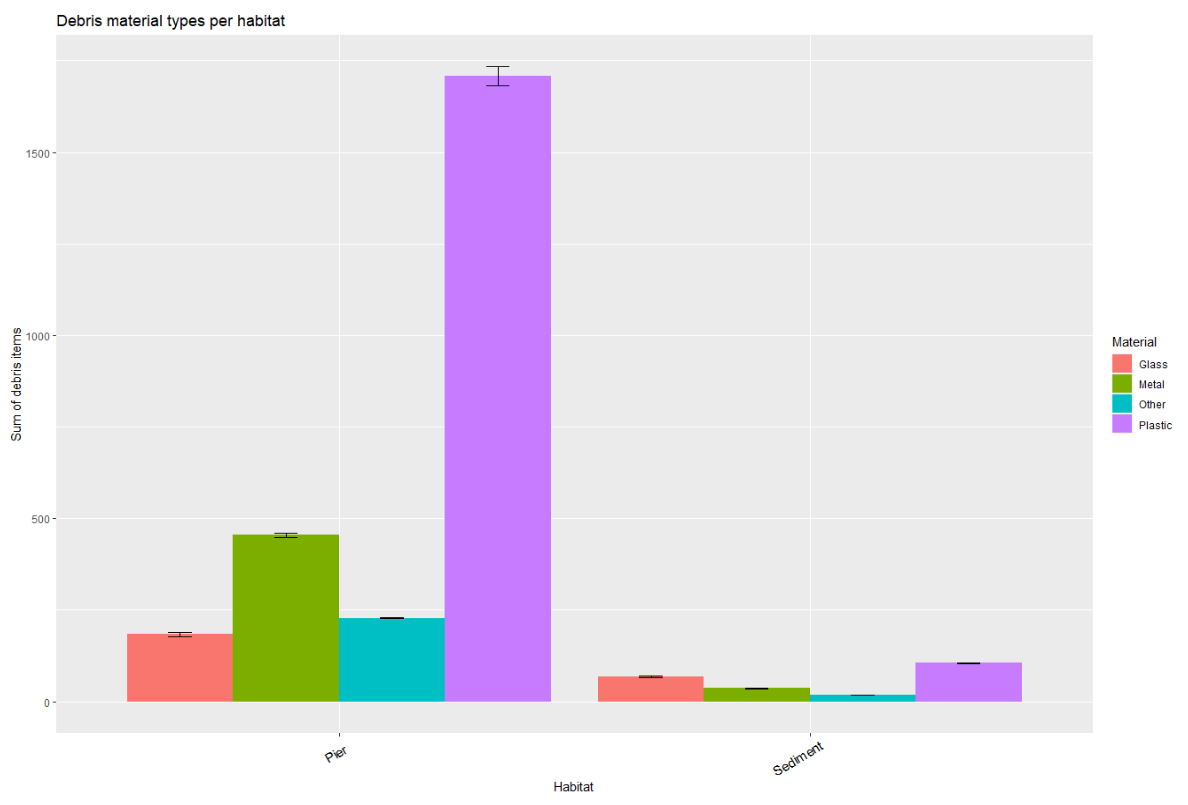 Debris material types per habitat
Sum of debris items
1500
1000
500
0
Pier
Sediment
Habitat
Material
Glass
Metal
Other
Plastic